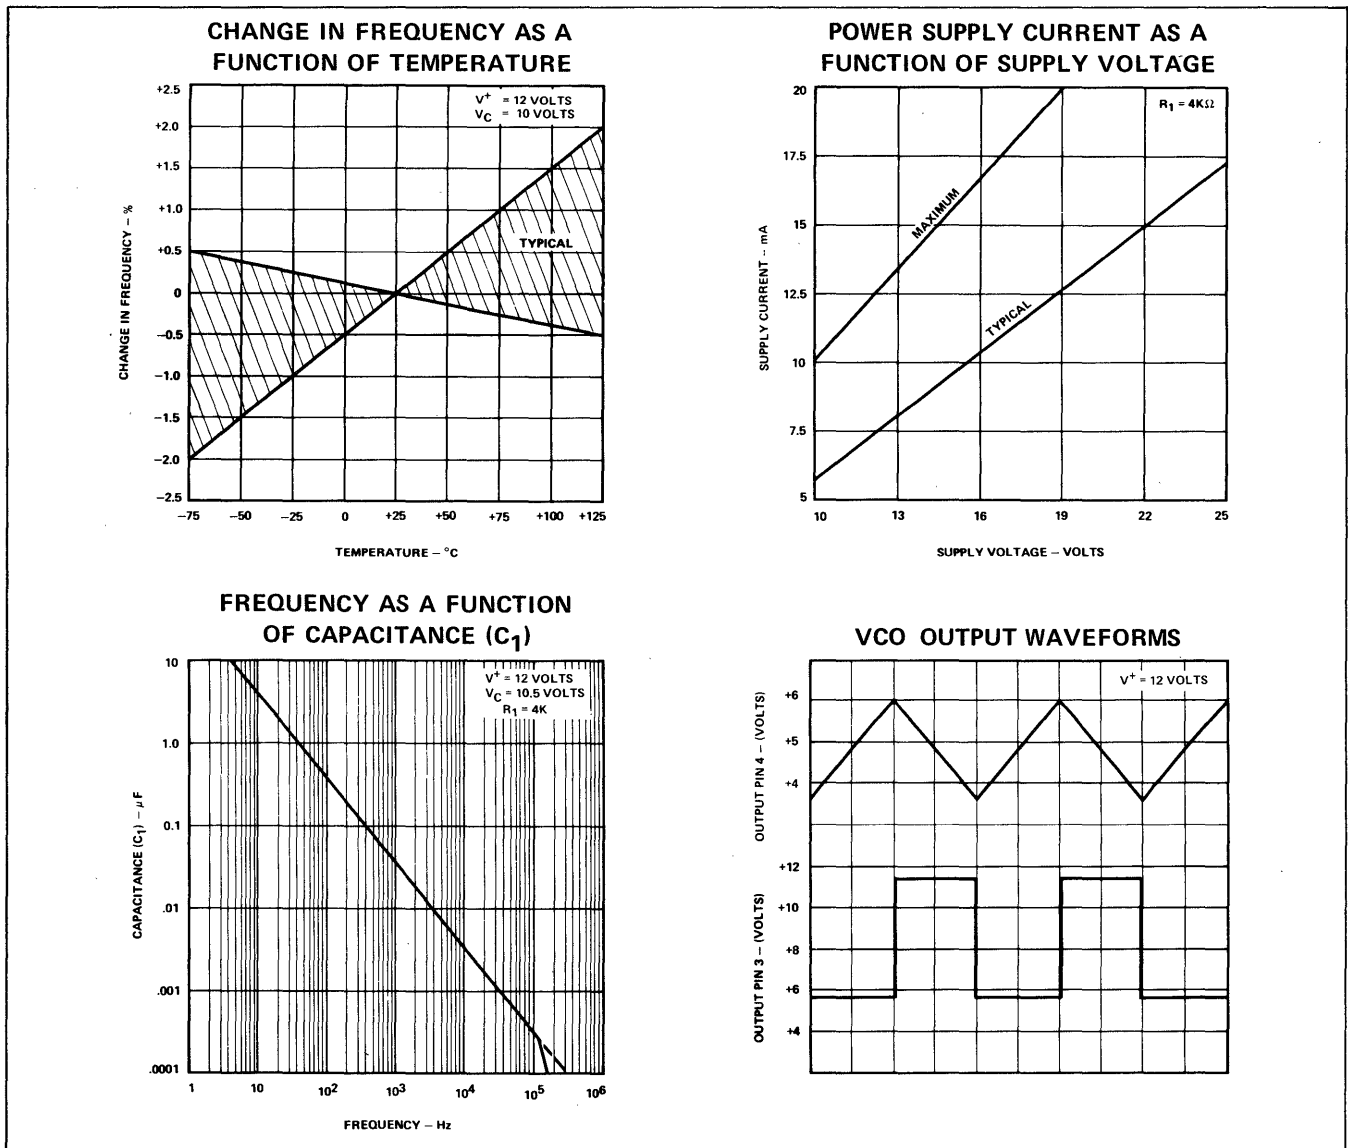 CHANGE IN FREQUENCY AS A
FUNCTION OF TEMPERATURE
V+ = 12 VOLTS
VC = 10 VOLTS
+2.5
+2.0
+1.5
+1.0
+0.5
0
−0.5
−1.0
−1.5
−2.0
−2.5
CHANGE IN FREQUENCY – %
TYPICAL
−75 −50 −25 0 +25 +50 +75 +100 +125
TEMPERATURE – °C
POWER SUPPLY CURRENT AS A
FUNCTION OF SUPPLY VOLTAGE
R1 = 4KΩ
20
17.5
15
12.5
10
7.5
5
SUPPLY CURRENT – mA
MAXIMUM
TYPICAL
10 13 16 19 22 25
SUPPLY VOLTAGE – VOLTS
FREQUENCY AS A FUNCTION
OF CAPACITANCE (C1)
V+ = 12 VOLTS
VC = 10.5 VOLTS
R1 = 4K
10
1.0
0.1
.01
.001
.0001
CAPACITANCE (C1) – μF
1 10 10² 10³ 10⁴ 10⁵ 10⁶
FREQUENCY – Hz
VCO OUTPUT WAVEFORMS
V+ = 12 VOLTS
+6
+5
+4
OUTPUT PIN 4 – (VOLTS)
+12
+10
+8
+6
+4
OUTPUT PIN 3 – (VOLTS)